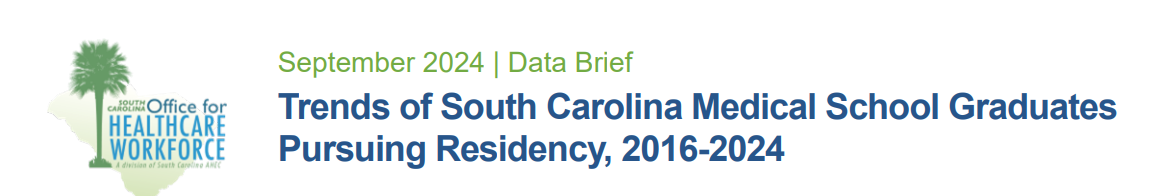 September 2024 | Data Brief
Trends of South Carolina Medical School Graduates
Pursuing Residency, 2016-2024
SOUTH
CAROLINA Office for
HEALTHCARE
WORKFORCE
A division of South Carolina AHEC